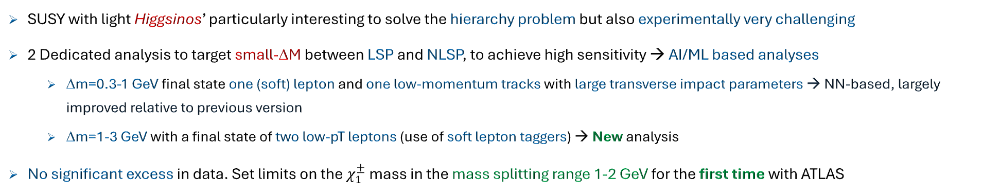 ➢ SUSY with light Higgsinos’ particularly interesting to solve the hierarchy problem but also experimentally very challenging
➢ 2 Dedicated analysis to target small-ΔM between LSP and NLSP, to achieve high sensitivity → AI/ML based analyses
➢ Δm=0.3-1 GeV final state one (soft) lepton and one low-momentum tracks with large transverse impact parameters → NN-based, largely
improved relative to previous version
➢ Δm=1-3 GeV with a final state of two low-pT leptons (use of soft lepton taggers) → New analysis
➢ No significant excess in data. Set limits on the χ₁± mass in the mass splitting range 1-2 GeV for the first time with ATLAS